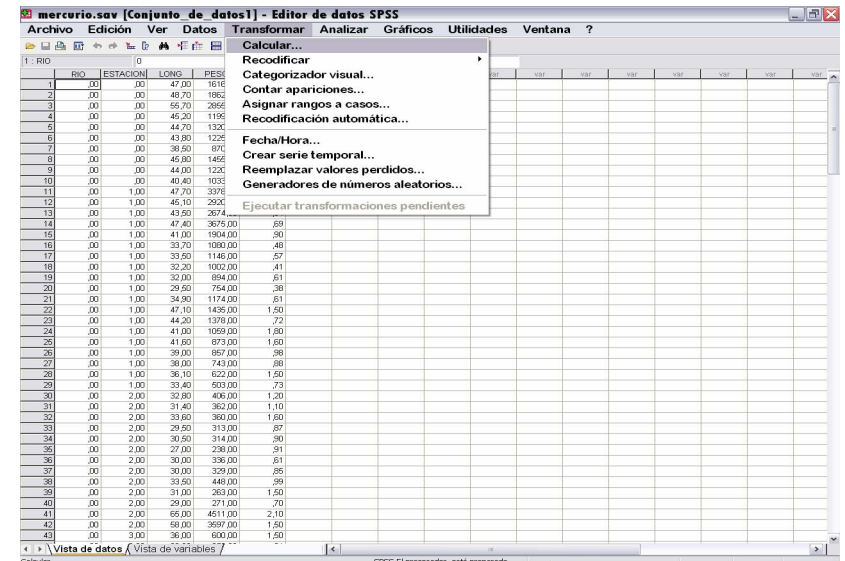 mercurio.sav [Conjunto_de_datos1] - Editor de datos SPSS
Archivo Edición Ver Datos Transformar Analizar Gráficos Utilidades Ventana ?
Calcular...
Recodificar
Categorizador visual...
Contar apariciones...
Asignar rangos a casos...
Recodificación automática...
Fecha/Hora...
Crear serie temporal...
Reemplazar valores perdidos...
Generadores de números aleatorios...
Ejecutar transformaciones pendientes
1 : RIO 0
RIO ESTACION LONG PESO var var var var var var var
1 ,00 ,00 47,00 1616
2 ,00 ,00 48,70 1862
3 ,00 ,00 55,70 2855
4 ,00 ,00 45,20 1199
5 ,00 ,00 44,70 1320
6 ,00 ,00 43,80 1225
7 ,00 ,00 38,50 870
8 ,00 ,00 45,80 1455
9 ,00 ,00 44,00 1220
10 ,00 ,00 40,40 1033
11 ,00 1,00 47,70 3378
12 ,00 1,00 45,10 2920
13 ,00 1,00 43,50 2674
14 ,00 1,00 47,40 3675,00 ,69
15 ,00 1,00 41,00 1904,00 ,90
16 ,00 1,00 33,70 1080,00 ,48
17 ,00 1,00 33,50 1146,00 ,57
18 ,00 1,00 32,20 1002,00 ,41
19 ,00 1,00 32,00 894,00 ,61
20 ,00 1,00 29,50 754,00 ,38
21 ,00 1,00 34,90 1174,00 ,61
22 ,00 1,00 47,10 1435,00 1,50
23 ,00 1,00 44,20 1378,00 ,72
24 ,00 1,00 41,00 1059,00 1,80
25 ,00 1,00 41,60 873,00 1,60
26 ,00 1,00 39,00 857,00 ,98
27 ,00 1,00 38,00 743,00 ,88
28 ,00 1,00 36,10 622,00 1,50
29 ,00 1,00 33,40 503,00 ,73
30 ,00 2,00 32,80 406,00 1,20
31 ,00 2,00 31,40 362,00 1,10
32 ,00 2,00 33,60 360,00 1,60
33 ,00 2,00 29,50 313,00 ,87
34 ,00 2,00 30,50 314,00 ,90
35 ,00 2,00 27,00 238,00 ,91
36 ,00 2,00 30,00 336,00 ,61
37 ,00 2,00 30,00 329,00 ,85
38 ,00 2,00 33,50 448,00 ,99
39 ,00 2,00 31,00 263,00 1,50
40 ,00 2,00 29,00 271,00 ,70
41 ,00 2,00 65,00 4511,00 2,10
42 ,00 2,00 58,00 3597,00 1,50
43 ,00 3,00 36,00 600,00 1,50
Vista de datos Vista de variables